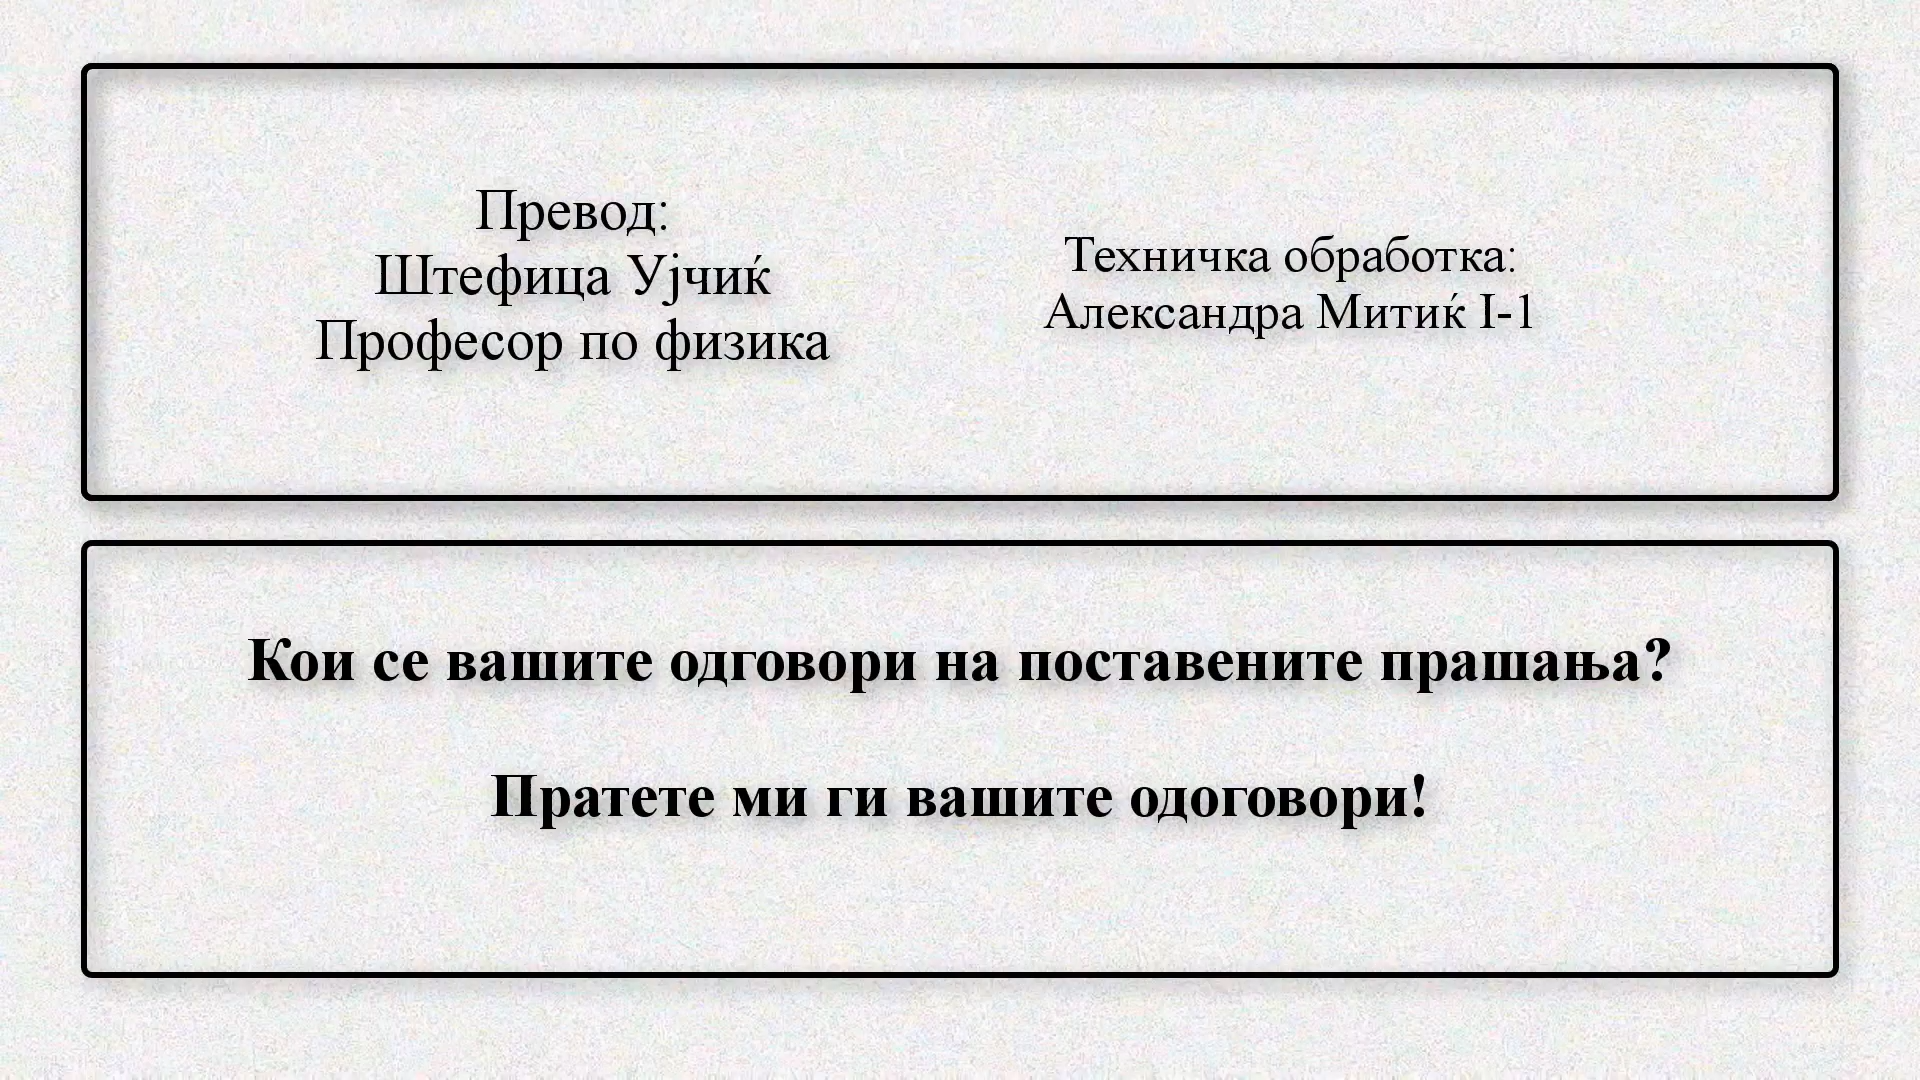 Превод:
Штефица Ујчиќ
Професор по физика
Техничка обработка:
Александра Митиќ I-1
Кои се вашите одговори на поставените прашања?
Пратете ми ги вашите одоговори!